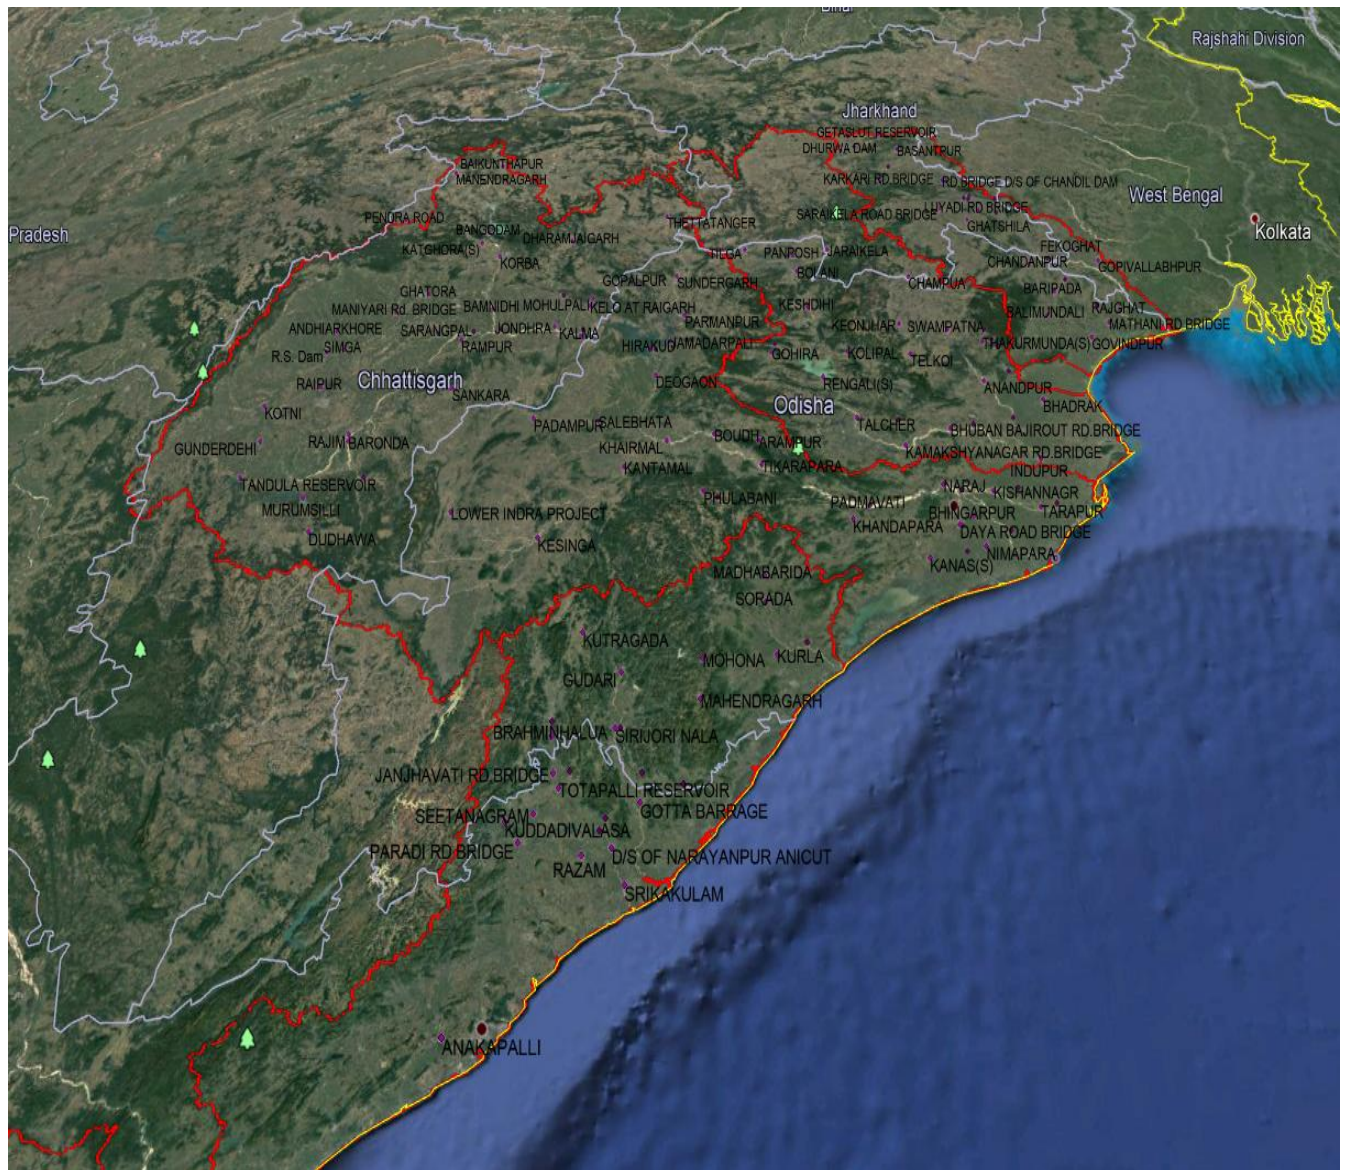 Bihar
Rajshahi Division
Jharkhand
GETASLUT RESERVOIR
DHURWA DAM
BASANTPUR
BAIKUNTHAPUR
MANENDRAGARH
KARKARI RD.BRIDGE
RD.BRIDGE D/S OF CHANDIL DAM
West Bengal
PENDRA ROAD
THETTATANGER
SARAIKELA ROAD BRIDGE
LUYADI RD BRIDGE
GHATSHILA
Kolkata
Pradesh
BANGODAM
DHARAMJAIGARH
KATGHORA(S)
KORBA
TILGA
PANPOSH
JARAIKELA
FEKOGHAT
CHANDANPUR
GOPIVALLABHPUR
BOLANI
GOPALPUR
SUNDERGARH
CHAMPUA
BARIPADA
GHATORA
MANIYARI Rd. BRIDGE
BAMNIDHI
MOHULPALI
KELO AT RAIGARH
KESHDIHI
BALIMUNDALI
RAJGHAT
ANDHIARKHORE
SARANGPAL
JONDHRA
KALMA
PARMANPUR
KEONJHAR
SWAMPATNA
MATHANI RD BRIDGE
SIMGA
RAMPUR
HIRAKUD
JAMADARPALI
THAKURMUNDA(S)
GOVINDPUR
R.S. Dam
GOHIRA
KOLIPAL
TELKOI
RAIPUR
Chhattisgarh
SANKARA
DEOGAON
RENGALI(S)
ANANDPUR
KOTNI
Odisha
BHADRAK
PADAMPUR
SALEBHATA
TALCHER
BHUBAN BAJIROUT RD.BRIDGE
GUNDERDEHI
RAJIM
BARONDA
KHAIRMAL
BOUDH
ARAMPUR
KAMAKSHYANAGAR RD.BRIDGE
KANTAMAL
TIKARAPARA
INDUPUR
TANDULA RESERVOIR
NARAJ
KISHANNAGR
PHULABANI
PADMAVATI
MURUMSILLI
LOWER INDRA PROJECT
BHINGARPUR
TARAPUR
KHANDAPARA
DUDHAWA
DAYA ROAD BRIDGE
KESINGA
NIMAPARA
KANAS(S)
MADHABARIDA
SORADA
KUTRAGADA
MOHONA
KURLA
GUDARI
MAHENDRAGARH
BRAHMINHALUA
SIRIJORI NALA
JANJHAVATI RD.BRIDGE
TOTAPALLI RESERVOIR
SEETANAGRAM
GOTTA BARRAGE
KUDDADIVALASA
PARADI RD BRIDGE
D/S OF NARAYANPUR ANICUT
RAZAM
SRIKAKULAM
ANAKAPALLI